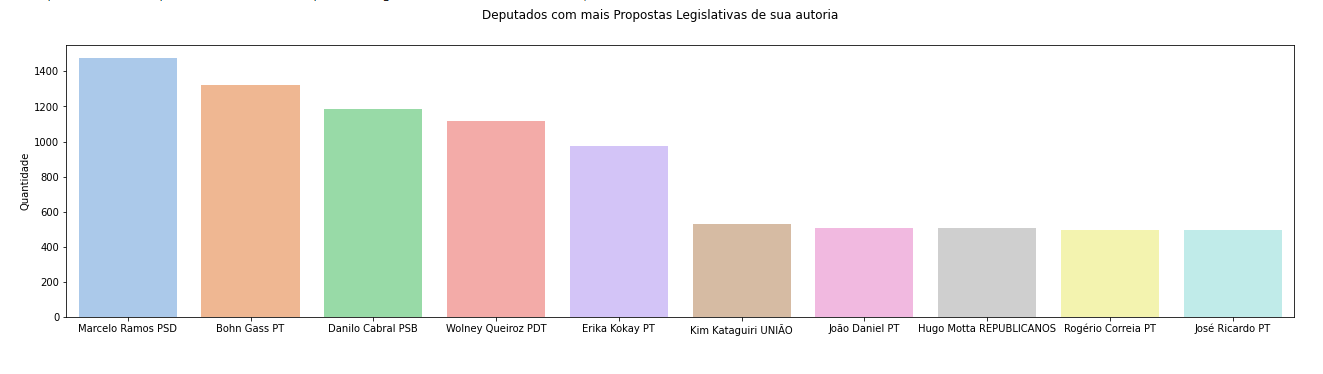 Deputados com mais Propostas Legislativas de sua autoria
Quantidade
1400
1200
1000
800
600
400
200
0
Marcelo Ramos PSD
Bohn Gass PT
Danilo Cabral PSB
Wolney Queiroz PDT
Erika Kokay PT
Kim Kataguiri UNIÃO
João Daniel PT
Hugo Motta REPUBLICANOS
Rogério Correia PT
José Ricardo PT